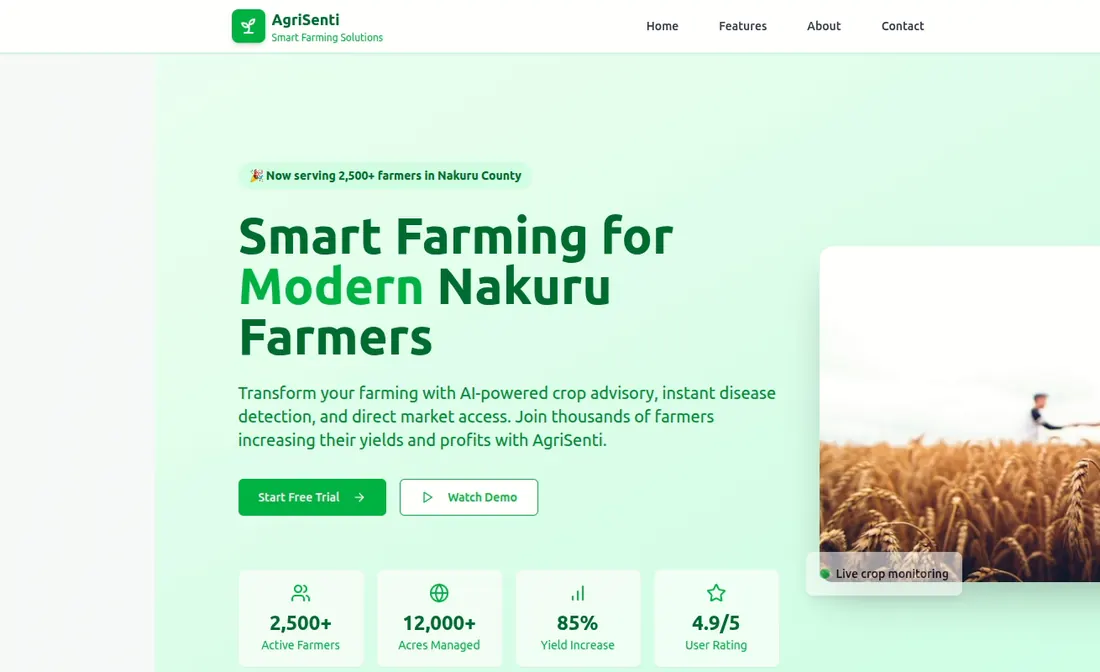 AgriSenti
Smart Farming Solutions
Home Features About Contact
🎉 Now serving 2,500+ farmers in Nakuru County
Smart Farming for
Modern Nakuru
Farmers
Transform your farming with AI-powered crop advisory, instant disease
detection, and direct market access. Join thousands of farmers
increasing their yields and profits with AgriSenti.
Start Free Trial →
Watch Demo
Live crop monitoring
2,500+
Active Farmers
12,000+
Acres Managed
85%
Yield Increase
4.9/5
User Rating